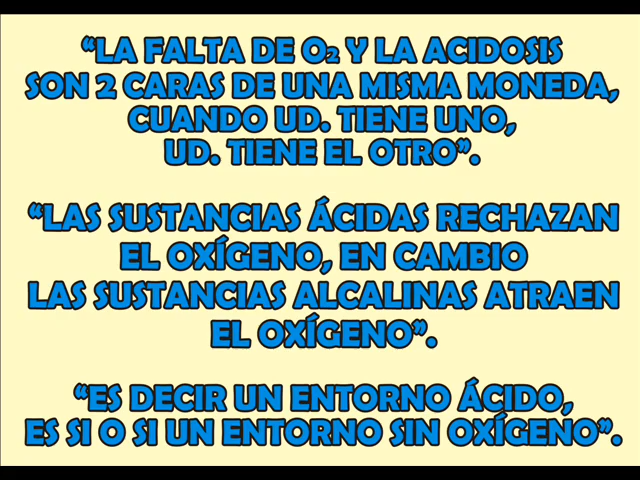 “LA FALTA DE O₂ Y LA ACIDOSIS
SON 2 CARAS DE UNA MISMA MONEDA,
CUANDO UD. TIENE UNO,
UD. TIENE EL OTRO”.
“LAS SUSTANCIAS ÁCIDAS RECHAZAN
EL OXÍGENO, EN CAMBIO
LAS SUSTANCIAS ALCALINAS ATRAEN
EL OXÍGENO”.
“ES DECIR UN ENTORNO ÁCIDO,
ES SI O SI UN ENTORNO SIN OXÍGENO”.